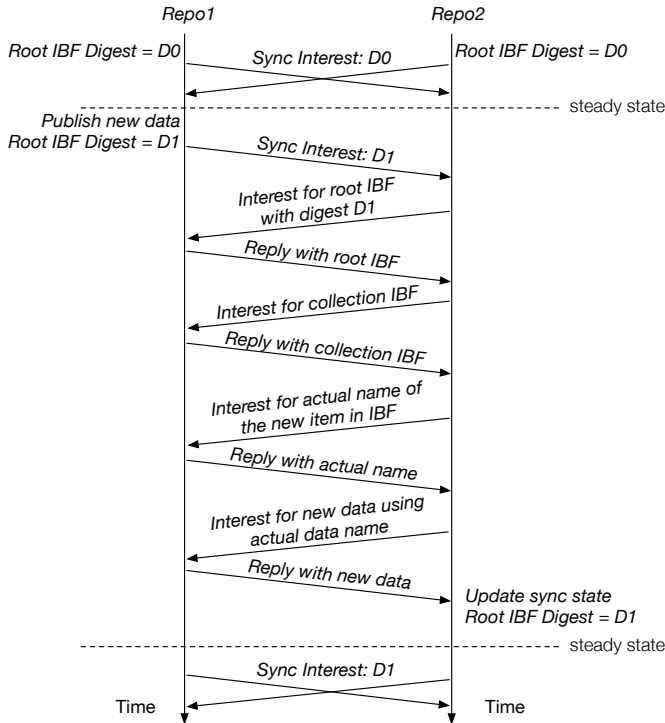 Repo1
Repo2
Root IBF Digest = D0
Sync Interest: D0
Root IBF Digest = D0
steady state
Publish new data
Root IBF Digest = D1
Sync Interest: D1
Interest for root IBF
with digest D1
Reply with root IBF
Interest for collection IBF
Reply with collection IBF
Interest for actual name of
the new item in IBF
Reply with actual name
Interest for new data using
actual data name
Reply with new data
Update sync state
Root IBF Digest = D1
steady state
Sync Interest: D1
Time
Time